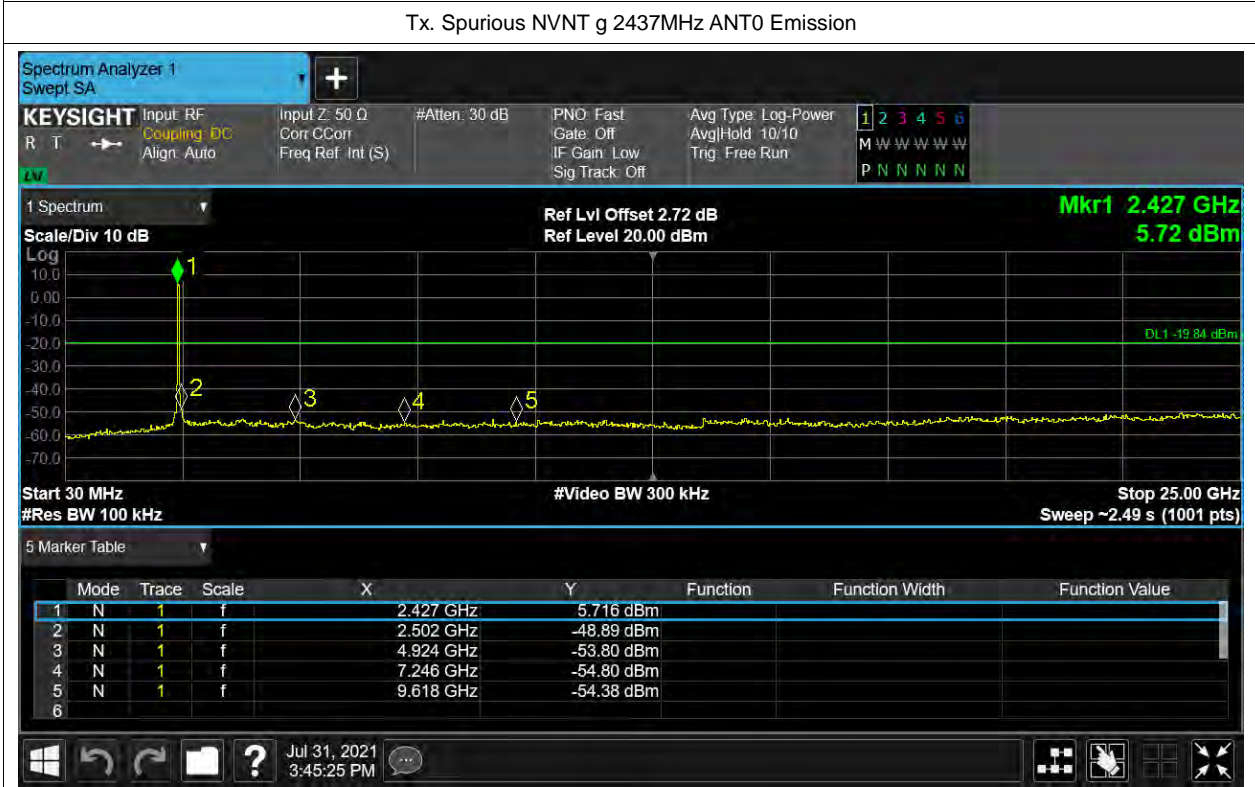 Tx. Spurious NVNT g 2437MHz ANT0 Emission
Spectrum Analyzer 1
Swept SA
+
KEYSIGHT
R T
Input: RF
Coupling: DC
Align: Auto
Input Z: 50 Ω
Corr CCorr
Freq Ref: Int (S)
#Atten: 30 dB
PNO: Fast
Gate: Off
IF Gain: Low
Sig Track: Off
Avg Type: Log-Power
Avg|Hold: 10/10
Trig: Free Run
1 2 3 4 5 6
M W W W W W
P N N N N N
1 Spectrum
Scale/Div 10 dB
Ref Lvl Offset 2.72 dB
Ref Level 20.00 dBm
Mkr1 2.427 GHz
5.72 dBm
Log
10.0
0.00
-10.0
-20.0
-30.0
-40.0
-50.0
-60.0
-70.0
1
2
3
4
5
DL1 -19.84 dBm
Start 30 MHz
#Res BW 100 kHz
#Video BW 300 kHz
Stop 25.00 GHz
Sweep ~2.49 s (1001 pts)
5 Marker Table
Mode Trace Scale X Y Function Function Width Function Value
1 N 1 f 2.427 GHz 5.716 dBm
2 N 1 f 2.502 GHz -48.89 dBm
3 N 1 f 4.924 GHz -53.80 dBm
4 N 1 f 7.246 GHz -54.80 dBm
5 N 1 f 9.618 GHz -54.38 dBm
6
?
Jul 31, 2021
3:45:25 PM